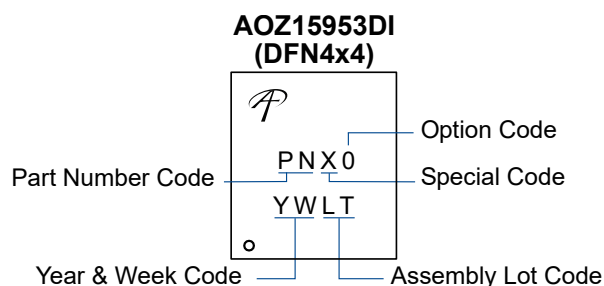 AOZ15953DI
(DFN4x4)
Option Code
PNX0
Part Number Code
Special Code
YWLT
Year & Week Code
Assembly Lot Code